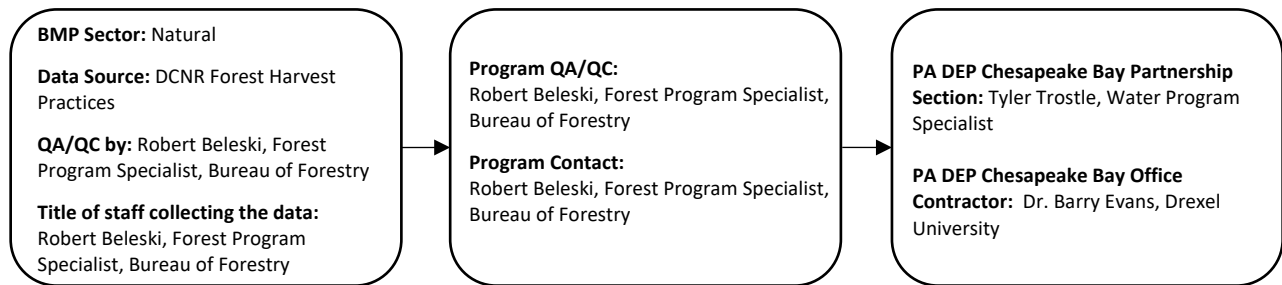 BMP Sector: Natural
Data Source: DCNR Forest Harvest
Practices
QA/QC by: Robert Beleski, Forest
Program Specialist, Bureau of Forestry
Title of staff collecting the data:
Robert Beleski, Forest Program
Specialist, Bureau of Forestry
Program QA/QC:
Robert Beleski, Forest Program Specialist,
Bureau of Forestry
Program Contact:
Robert Beleski, Forest Program Specialist,
Bureau of Forestry
PA DEP Chesapeake Bay Partnership
Section: Tyler Trostle, Water Program
Specialist
PA DEP Chesapeake Bay Office
Contractor: Dr. Barry Evans, Drexel
University